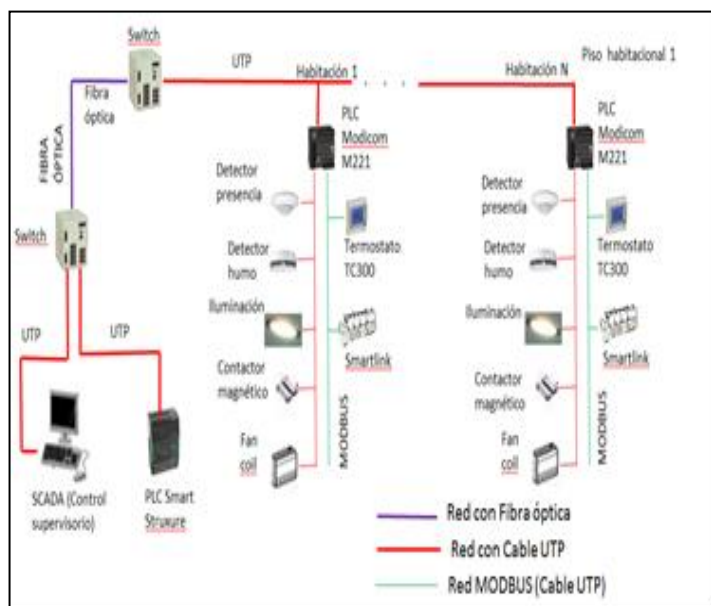 Switch
UTP
Habitación 1
Habitación N
Piso habitacional 1
Fibra
óptica
FIBRA
ÓPTICA
PLC
Modicom
M221
PLC
Modicom
M221
Detector
presencia
Detector
presencia
Switch
Termostato
TC300
Termostato
TC300
Detector
humo
Detector
humo
Iluminación
Iluminación
UTP
UTP
Smartlink
Smartlink
Contactor
magnético
Contactor
magnético
MODBUS
MODBUS
Fan
coil
Fan
coil
SCADA (Control
supervisorio)
PLC Smart
Struxure
Red con Fibra óptica
Red con Cable UTP
Red MODBUS (Cable UTP)